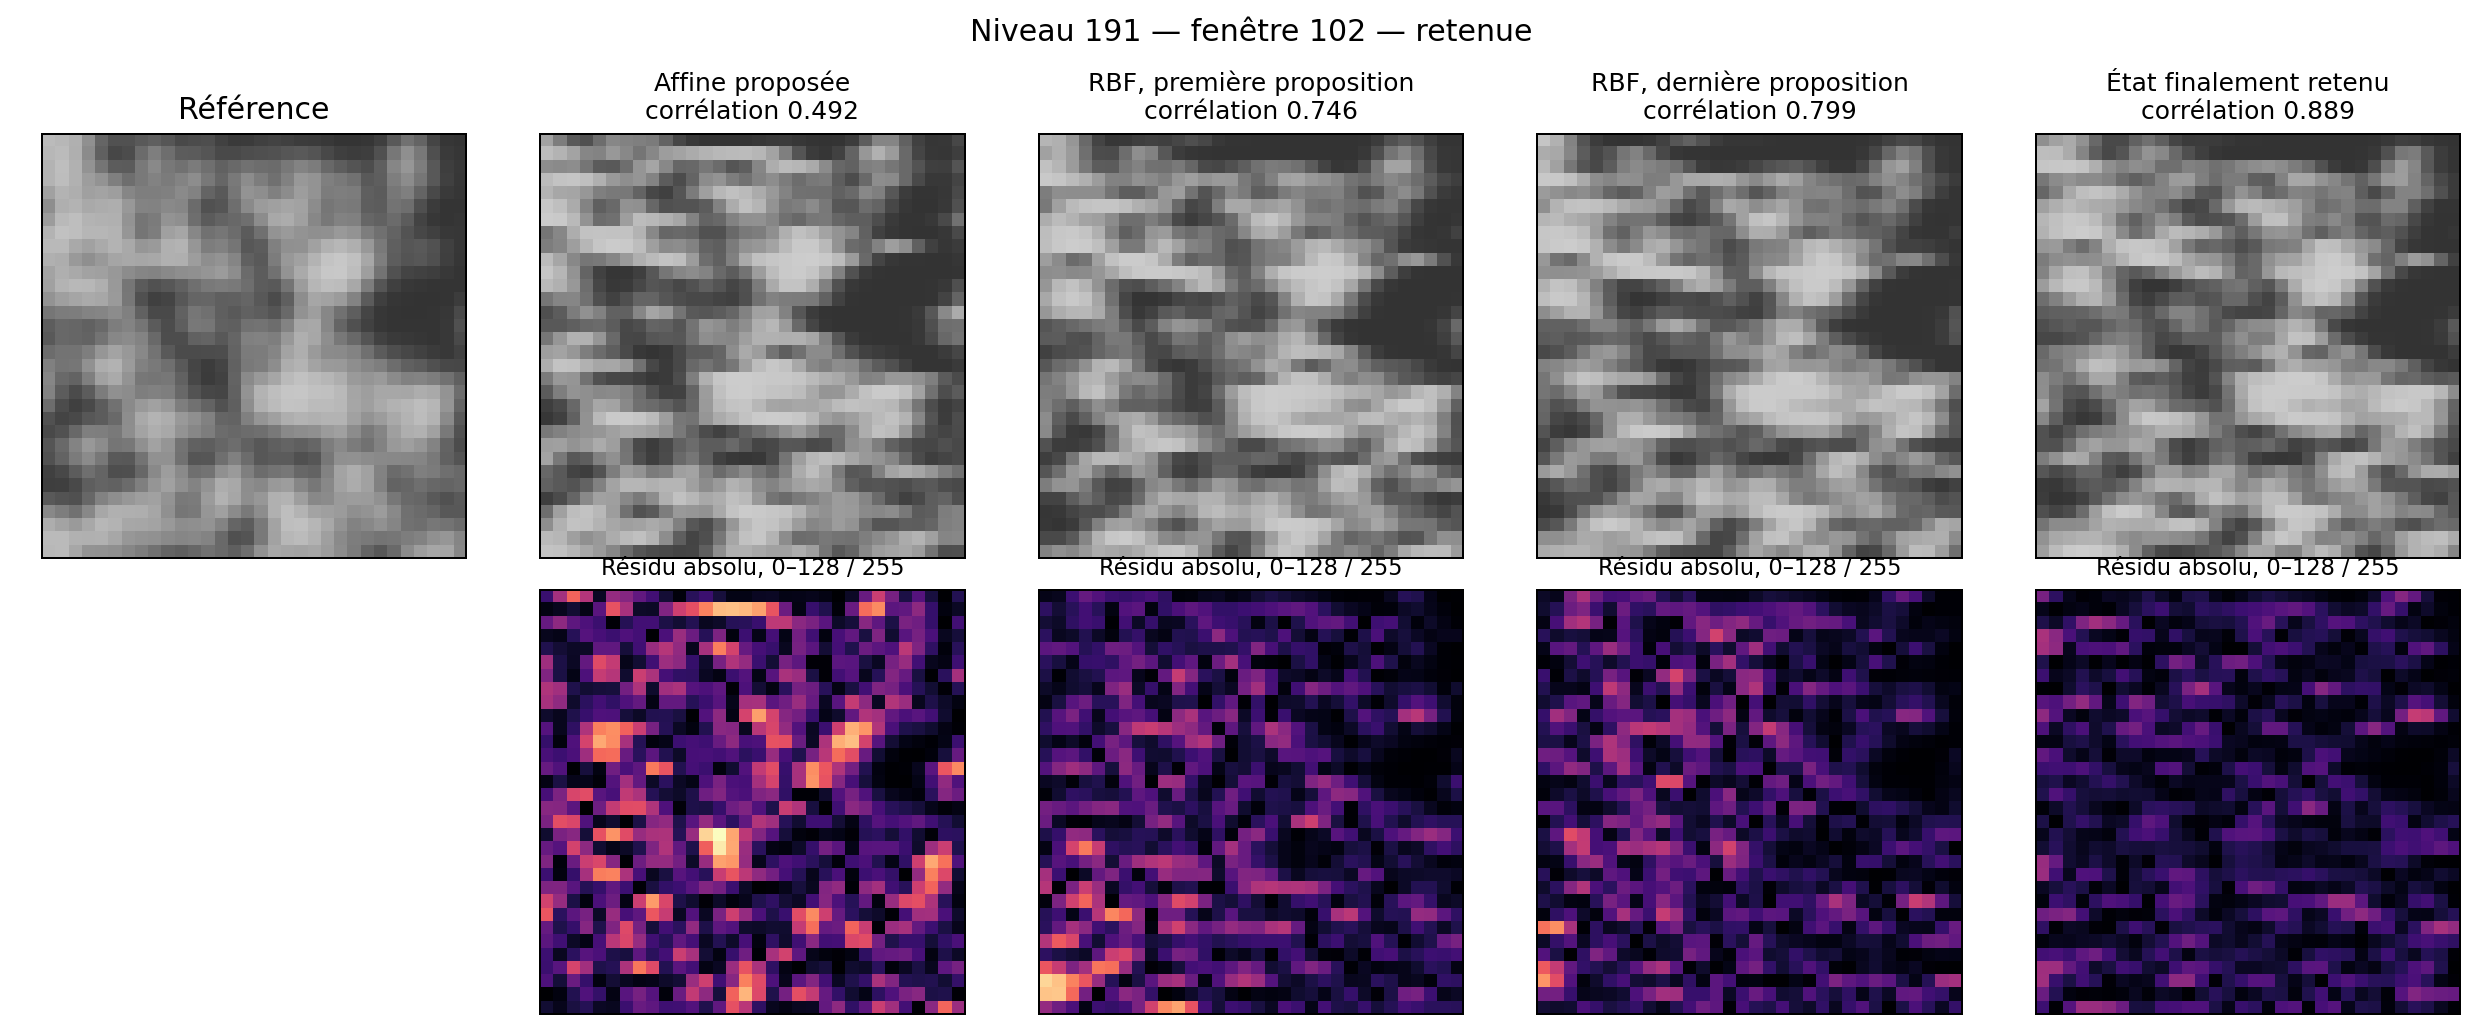 Niveau 191 — fenêtre 102 — retenue
Référence
Affine proposée
corrélation 0.492
RBF, première proposition
corrélation 0.746
RBF, dernière proposition
corrélation 0.799
État finalement retenu
corrélation 0.889
Résidu absolu, 0–128 / 255
Résidu absolu, 0–128 / 255
Résidu absolu, 0–128 / 255
Résidu absolu, 0–128 / 255